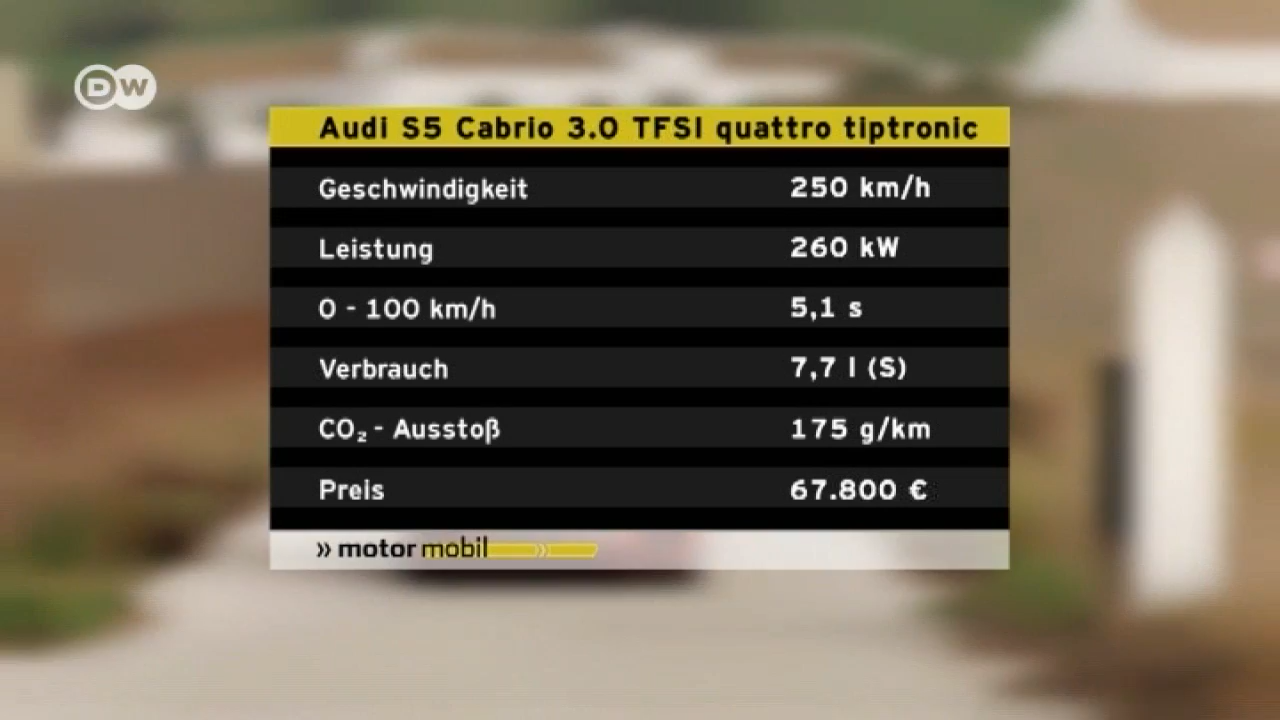 DW
Audi S5 Cabrio 3.0 TFSI quattro tiptronic
Geschwindigkeit 250 km/h
Leistung 260 kW
0 - 100 km/h 5,1 s
Verbrauch 7,7 l (S)
CO₂ - Ausstoß 175 g/km
Preis 67.800 €
» motor mobil »